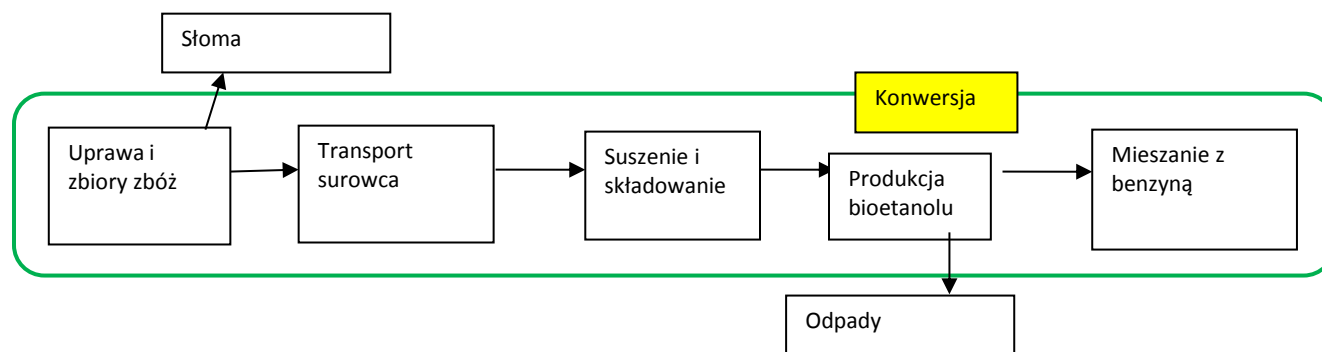 Słoma
Konwersja
Uprawa i
zbiory zbóż
Transport
surowca
Suszenie i
składowanie
Produkcja
bioetanolu
Mieszanie z
benzyną
Odpady